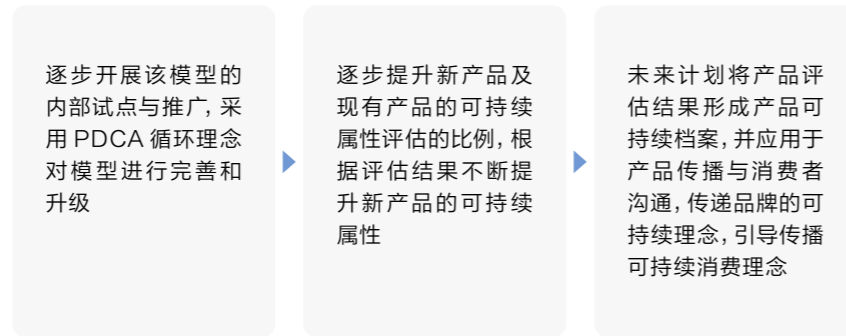 逐步开展该模型的
内部试点与推广，采
用 PDCA 循环理念
对模型进行完善和
升级
逐步提升新产品及
现有产品的可持续
属性评估的比例，根
据评估结果不断提
升新产品的可持续
属性
未来计划将产品评
估结果形成产品可
持续档案，并应用于
产品传播与消费者
沟通，传递品牌的可
持续理念，引导传播
可持续消费理念